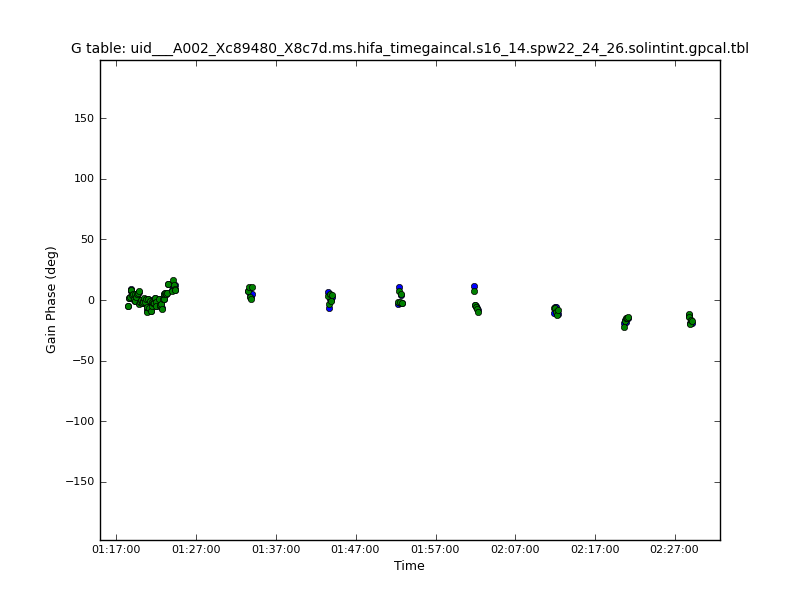 G table: uid___A002_Xc89480_X8c7d.ms.hifa_timegaincal.s16_14.spw22_24_26.solintint.gpcal.tbl
150
100
50
0
−50
−100
−150
Gain Phase (deg)
01:17:00 01:27:00 01:37:00 01:47:00 01:57:00 02:07:00 02:17:00 02:27:00
Time